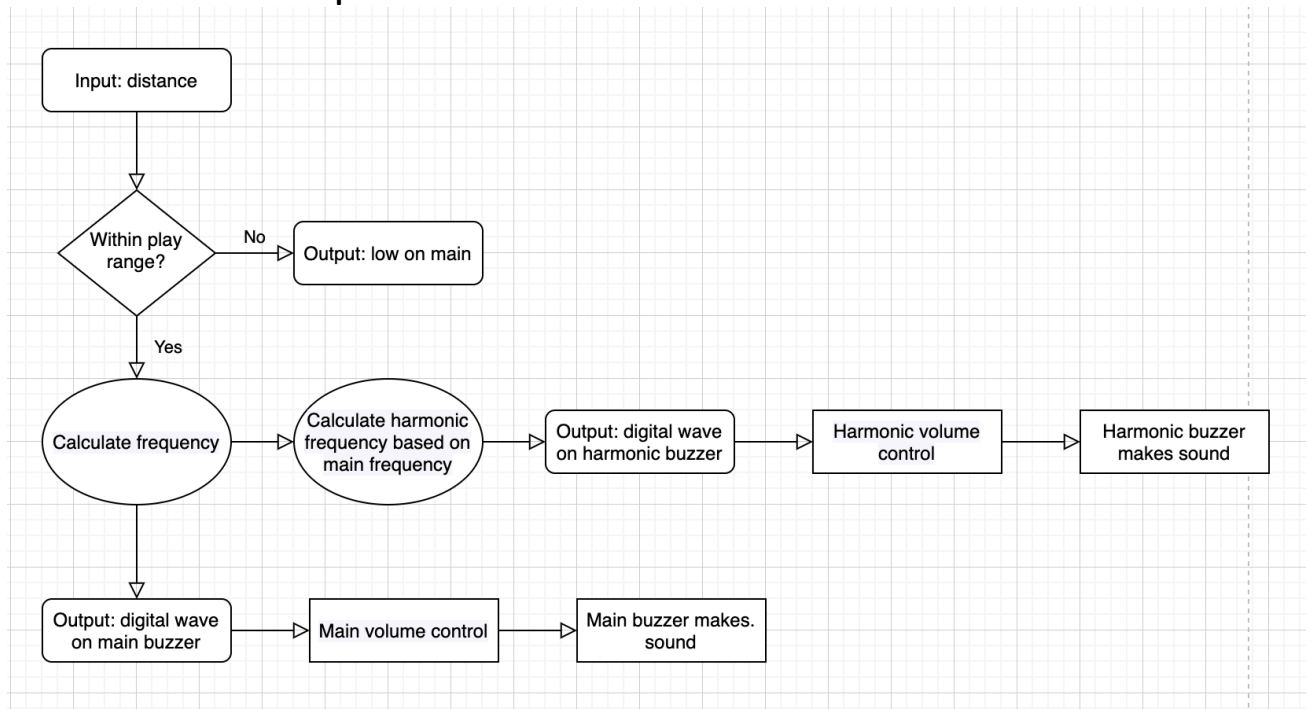 Input: distance
Within play
range?
No
Output: low on main
Yes
Calculate frequency
Calculate harmonic
frequency based on
main frequency
Output: digital wave
on harmonic buzzer
Harmonic volume
control
Harmonic buzzer
makes sound
Output: digital wave
on main buzzer
Main volume control
Main buzzer makes.
sound